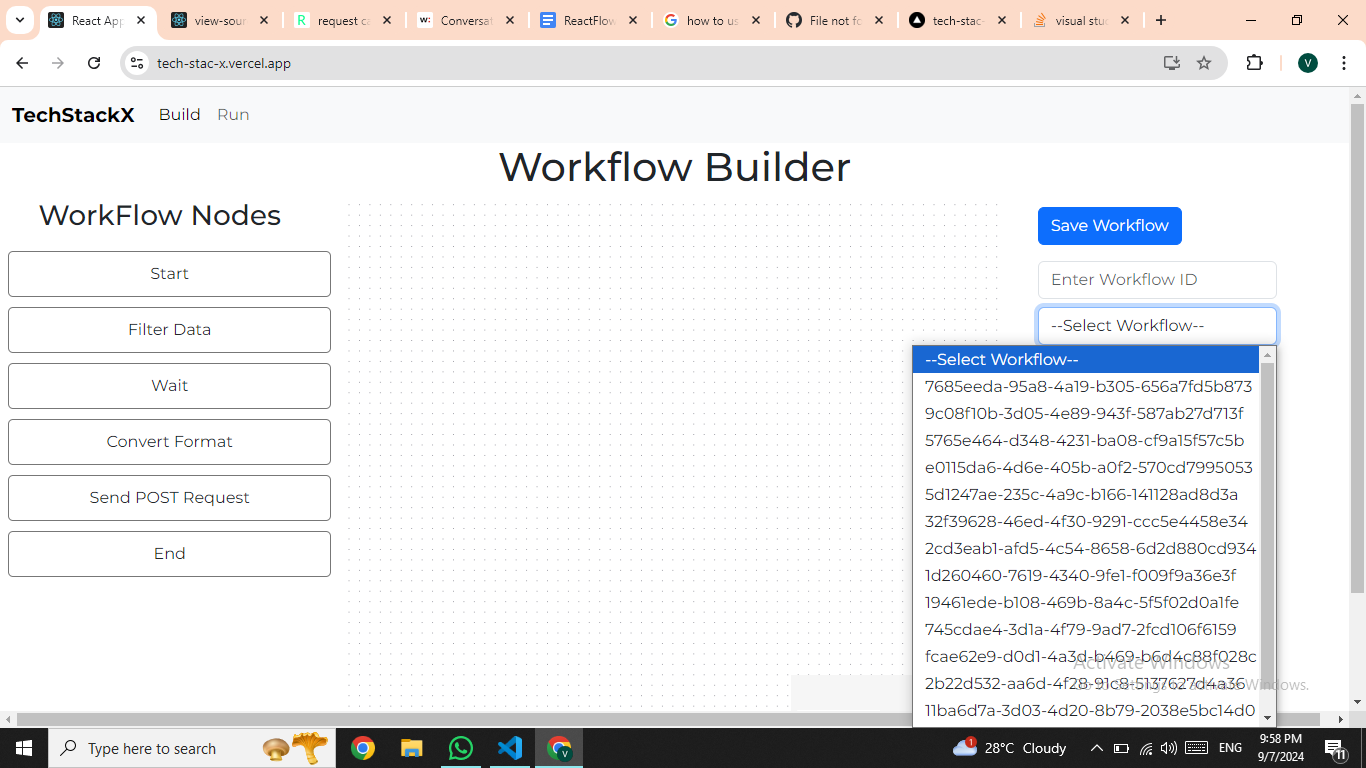 React App
view-sour
request ca
Conversat
ReactFlow
how to us
File not fo
tech-stac
visual stud
tech-stac-x.vercel.app
V
TechStackX Build Run
Workflow Builder
WorkFlow Nodes
Start
Filter Data
Wait
Convert Format
Send POST Request
End
Save Workflow
Enter Workflow ID
--Select Workflow--
--Select Workflow--
7685eeda-95a8-4a19-b305-656a7fd5b873
9c08f10b-3d05-4e89-943f-587ab27d713f
5765e464-d348-4231-ba08-cf9a15f57c5b
e0115da6-4d6e-405b-a0f2-570cd7995053
5d1247ae-235c-4a9c-b166-141128ad8d3a
32f39628-46ed-4f30-9291-ccc5e4458e34
2cd3eab1-afd5-4c54-8658-6d2d880cd934
1d260460-7619-4340-9fe1-f009f9a36e3f
19461ede-b108-469b-8a4c-5f5f02d0a1fe
745cdae4-3d1a-4f79-9ad7-2fcd106f6159
fcae62e9-d0d1-4a3d-b469-b6d4c88f028c
2b22d532-aa6d-4f28-91c8-5137627d4a36
11ba6d7a-3d03-4d20-8b79-2038e5bc14d0
Activate Windows
Go to Settings to activate Windows.
Type here to search
1
28°C Cloudy
ENG
9:58 PM
9/7/2024
11